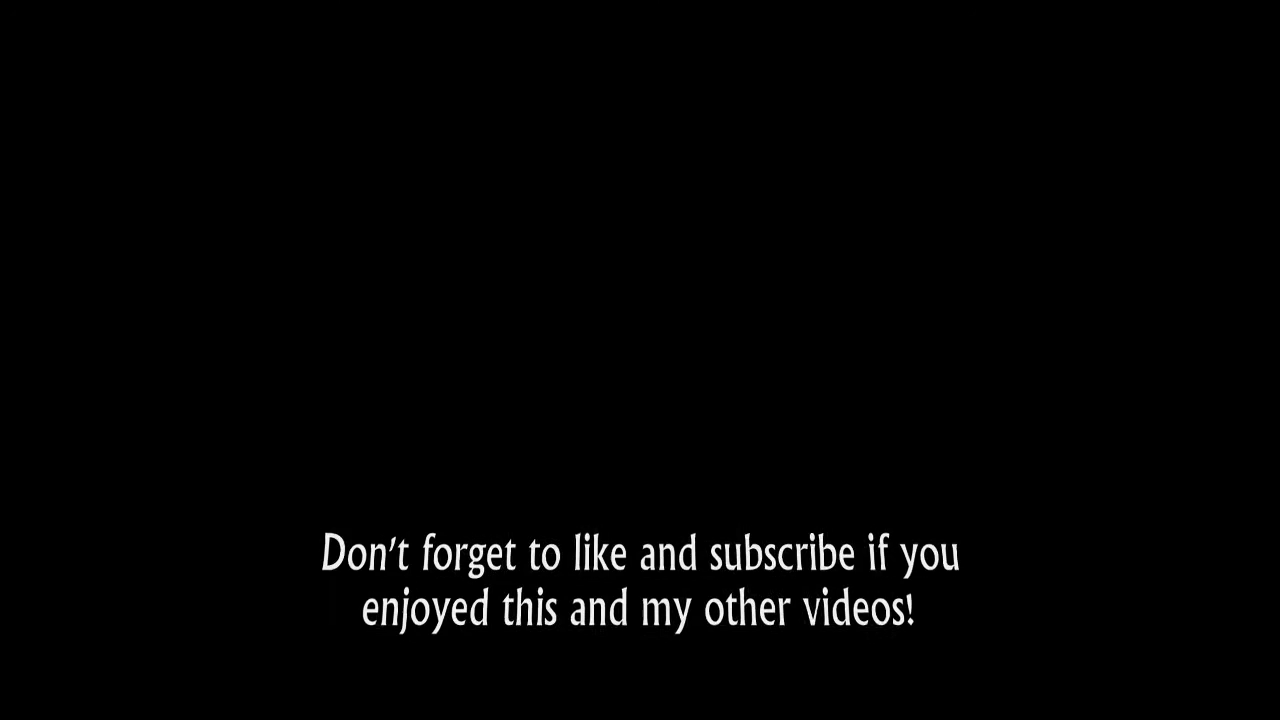 Don't forget to like and subscribe if you
enjoyed this and my other videos!